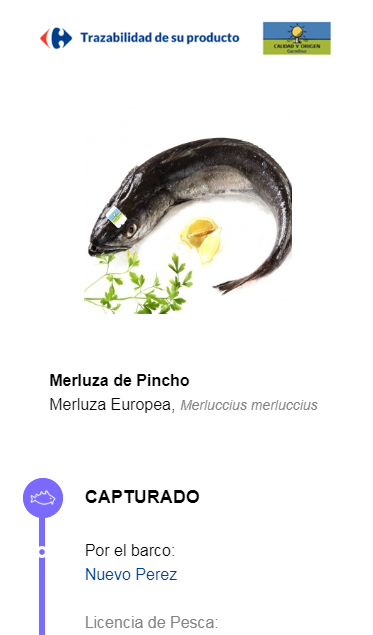 Trazabilidad de su producto
CALIDAD Y ORIGEN
Carrefour
Merluza de Pincho
Merluza Europea, Merluccius merluccius
CAPTURADO
Por el barco:
Nuevo Perez
Licencia de Pesca: